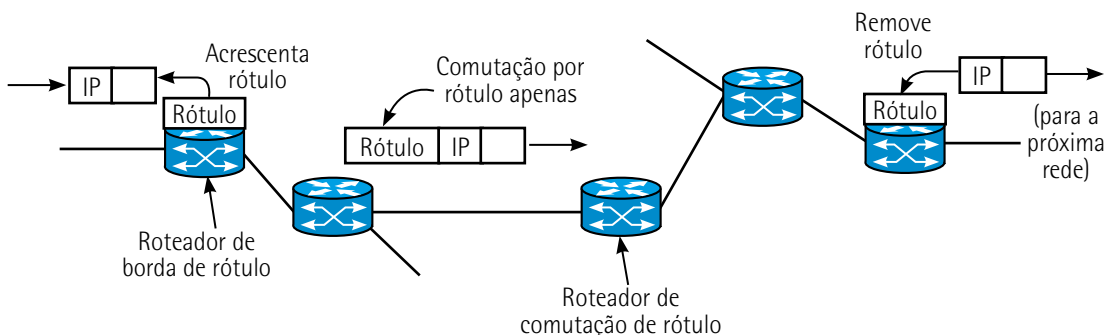 Acrescenta
rótulo
IP
Rótulo
Roteador de
borda de rótulo
Comutação por
rótulo apenas
Rótulo IP
Roteador de
comutação de rótulo
Remove
rótulo
IP
Rótulo
(para a
próxima
rede)